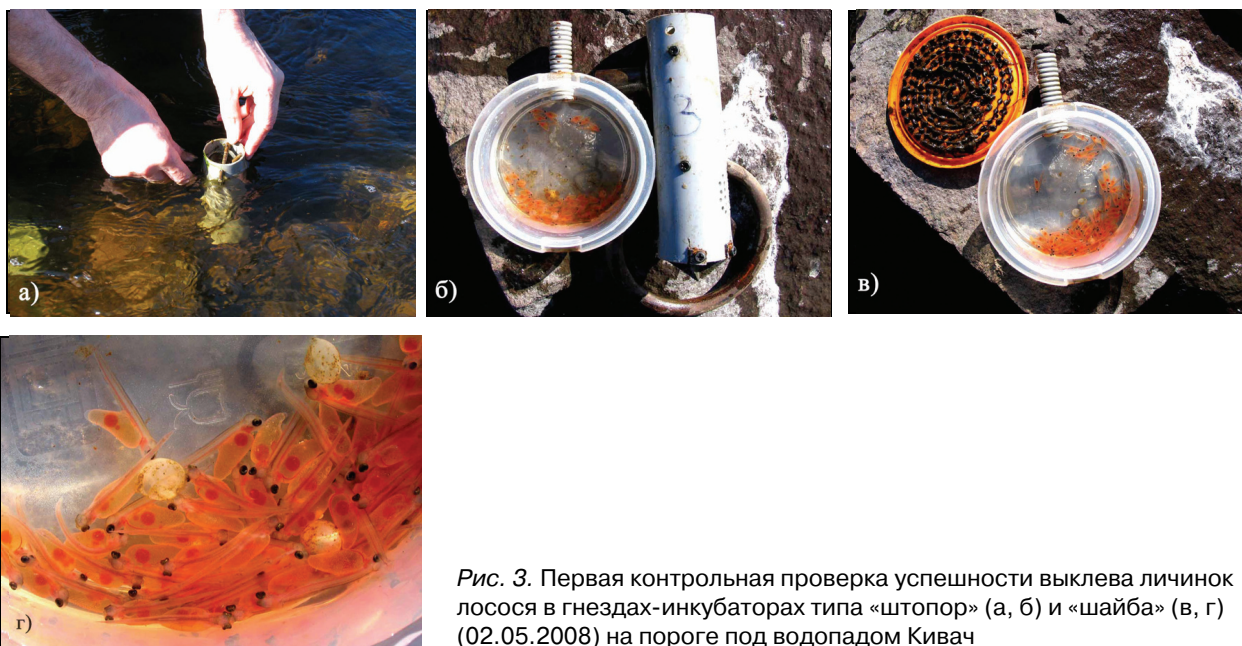 а)
б)
3
в)
г)
Рис. 3. Первая контрольная проверка успешности выклева личинок
лосося в гнездах-инкубаторах типа «штопор» (а, б) и «шайба» (в, г)
(02.05.2008) на пороге под водопадом Кивач